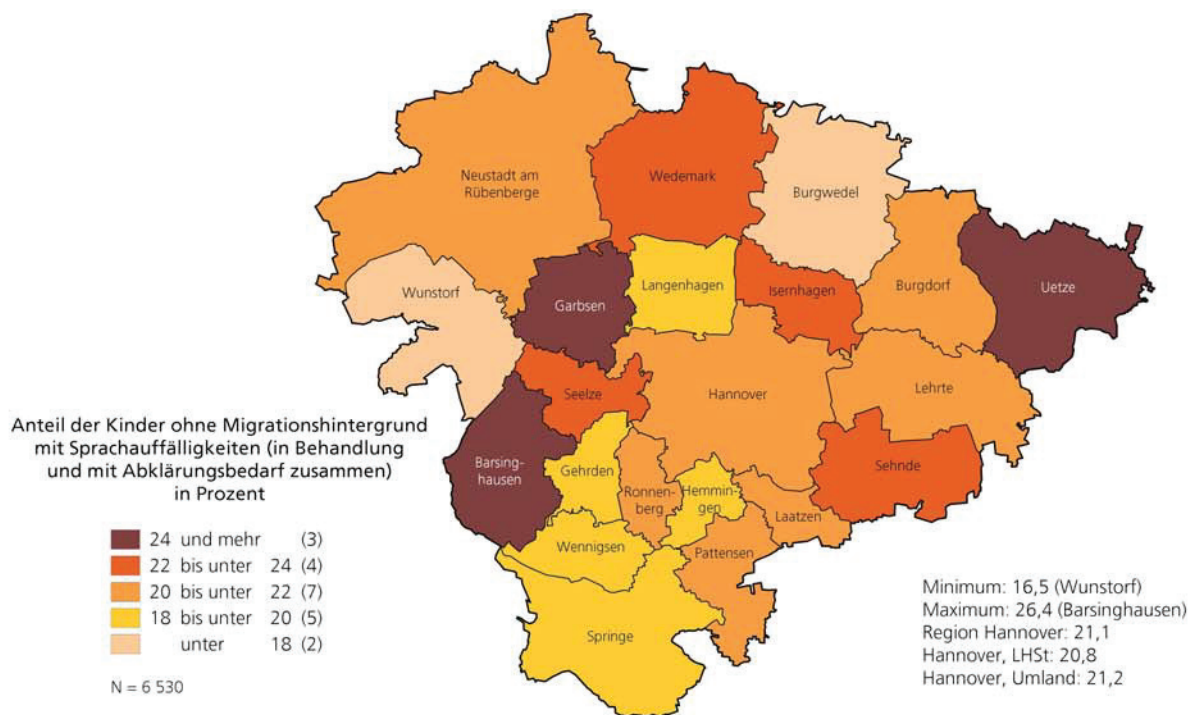 Neustadt am
Rübenberge
Wedemark
Burgwedel
Wunstorf
Garbsen
Langenhagen
Isernhagen
Burgdorf
Uetze
Seelze
Hannover
Lehrte
Barsing-
hausen
Gehrden
Ronnen-
berg
Hemmin-
gen
Laatzen
Sehnde
Wennigsen
Pattensen
Springe
Anteil der Kinder ohne Migrationshintergrund
mit Sprachauffälligkeiten (in Behandlung
und mit Abklärungsbedarf zusammen)
in Prozent
24 und mehr (3)
22 bis unter 24 (4)
20 bis unter 22 (7)
18 bis unter 20 (5)
unter 18 (2)
N = 6 530
Minimum: 16,5 (Wunstorf)
Maximum: 26,4 (Barsinghausen)
Region Hannover: 21,1
Hannover, LHSt: 20,8
Hannover, Umland: 21,2